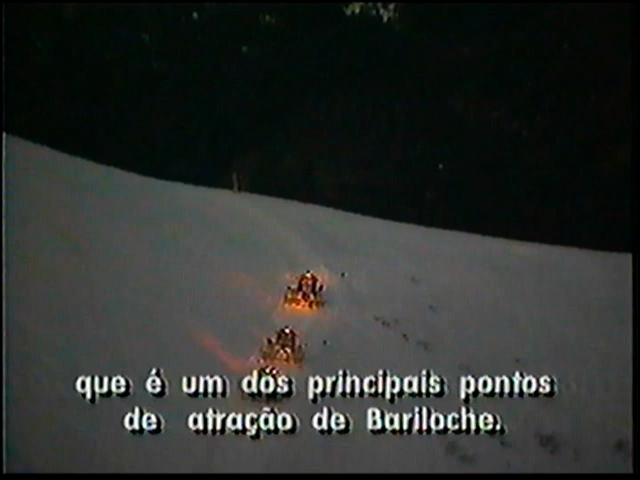 que é um dos principais pontos
de atração de Bariloche.